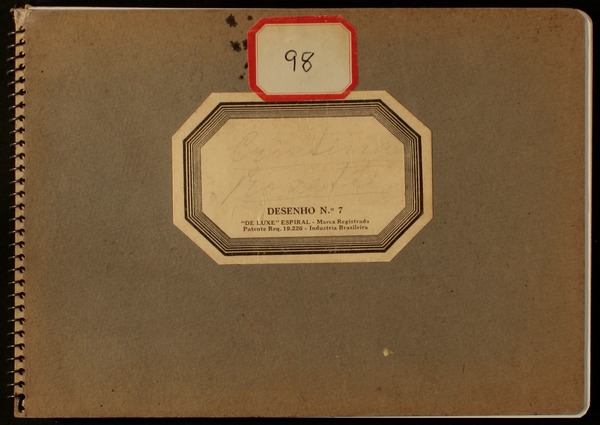 98
DESENHO N.º 7
"DE LUXE" ESPIRAL - Marca Registrada
Patente Req. 19.226 - Industria Brasileira